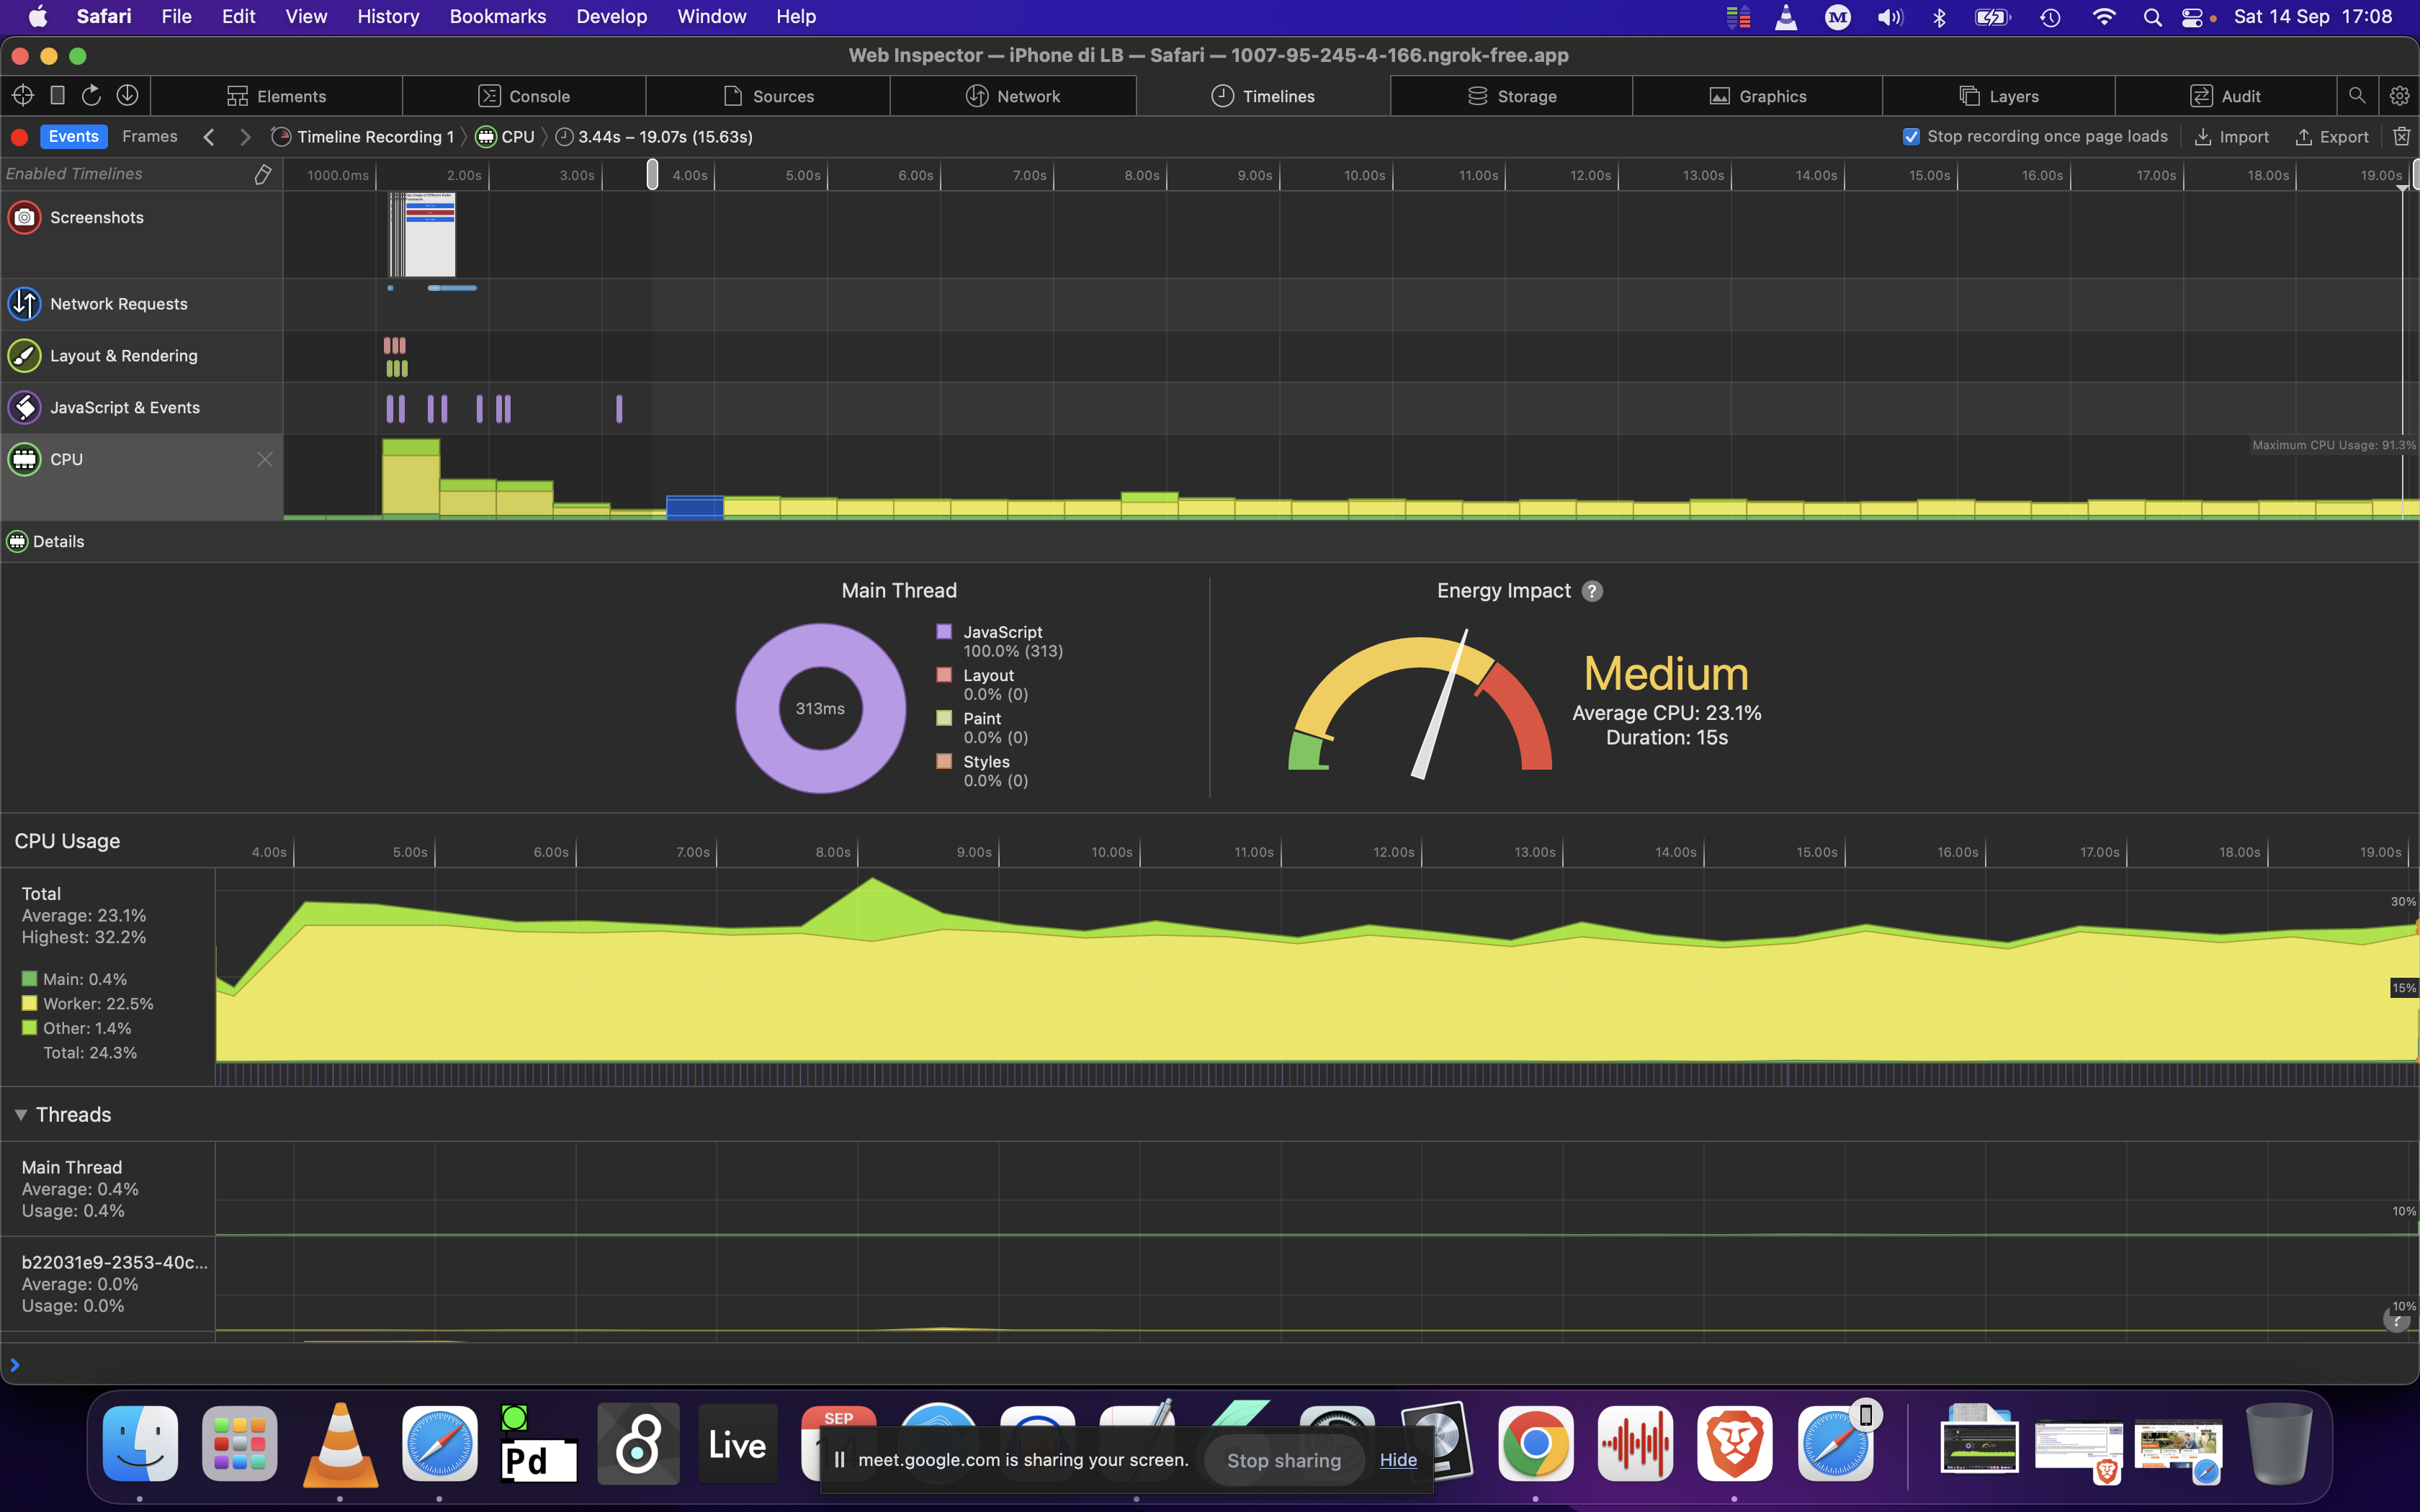 Safari File Edit View History Bookmarks Develop Window Help Sat 14 Sep 17:08
Web Inspector — iPhone di LB — Safari — 1007-95-245-4-166.ngrok-free.app
Elements Console Sources Network Timelines Storage Graphics Layers Audit
Events Frames Timeline Recording 1 CPU 3.44s – 19.07s (15.63s) Stop recording once page loads Import Export
Enabled Timelines 1000.0ms 2.00s 3.00s 4.00s 5.00s 6.00s 7.00s 8.00s 9.00s 10.00s 11.00s 12.00s 13.00s 14.00s 15.00s 16.00s 17.00s 18.00s 19.00s
Screenshots
Network Requests
Layout & Rendering
JavaScript & Events
Maximum CPU Usage: 91.3%
CPU
Details
Main Thread
313ms
JavaScript
100.0% (313)
Layout
0.0% (0)
Paint
0.0% (0)
Styles
0.0% (0)
Energy Impact ?
Medium
Average CPU: 23.1%
Duration: 15s
CPU Usage
4.00s 5.00s 6.00s 7.00s 8.00s 9.00s 10.00s 11.00s 12.00s 13.00s 14.00s 15.00s 16.00s 17.00s 18.00s 19.00s
Total
Average: 23.1%
Highest: 32.2%
Main: 0.4%
Worker: 22.5%
Other: 1.4%
Total: 24.3%
30%
15%
Threads
Main Thread
Average: 0.4%
Usage: 0.4%
10%
b22031e9-2353-40c...
Average: 0.0%
Usage: 0.0%
10%
?
Pd
8
Live
SEP
meet.google.com is sharing your screen. Stop sharing Hide